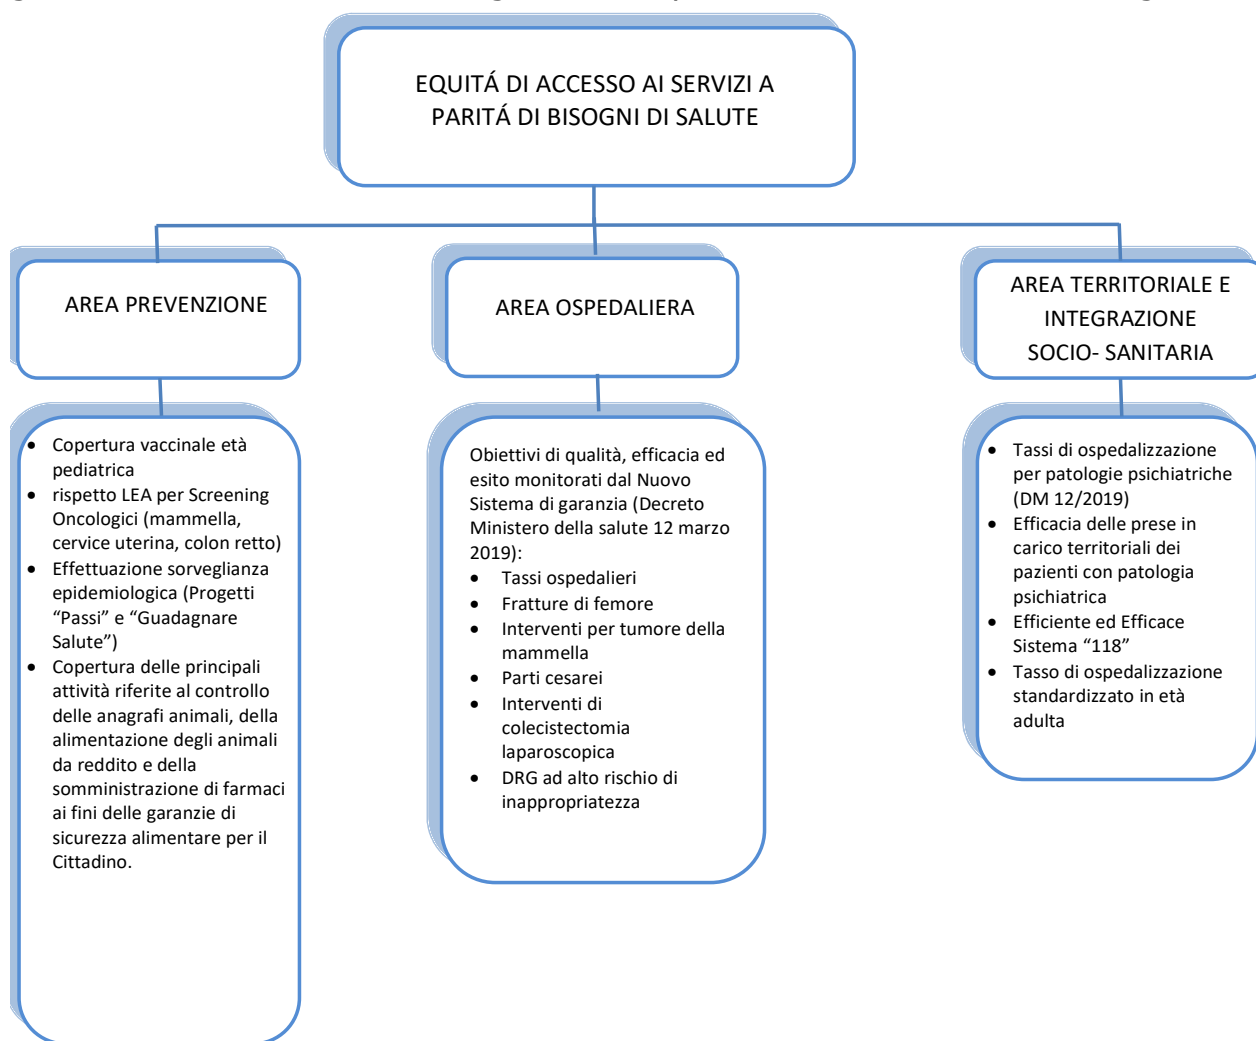 EQUITÁ DI ACCESSO AI SERVIZI A
PARITÁ DI BISOGNI DI SALUTE
AREA PREVENZIONE
• Copertura vaccinale età
pediatrica
• rispetto LEA per Screening
Oncologici (mammella,
cervice uterina, colon retto)
• Effettuazione sorveglianza
epidemiologica (Progetti
“Passi” e “Guadagnare
Salute”)
• Copertura delle principali
attività riferite al controllo
delle anagrafi animali, della
alimentazione degli animali
da reddito e della
somministrazione di farmaci
ai fini delle garanzie di
sicurezza alimentare per il
Cittadino.
AREA OSPEDALIERA
Obiettivi di qualità, efficacia ed
esito monitorati dal Nuovo
Sistema di garanzia (Decreto
Ministero della salute 12 marzo
2019):
• Tassi ospedalieri
• Fratture di femore
• Interventi per tumore della
mammella
• Parti cesarei
• Interventi di
colecistectomia
laparoscopica
• DRG ad alto rischio di
inappropriatezza
AREA TERRITORIALE E
INTEGRAZIONE
SOCIO- SANITARIA
• Tassi di ospedalizzazione
per patologie psichiatriche
(DM 12/2019)
• Efficacia delle prese in
carico territoriali dei
pazienti con patologia
psichiatrica
• Efficiente ed Efficace
Sistema “118”
• Tasso di ospedalizzazione
standardizzato in età
adulta